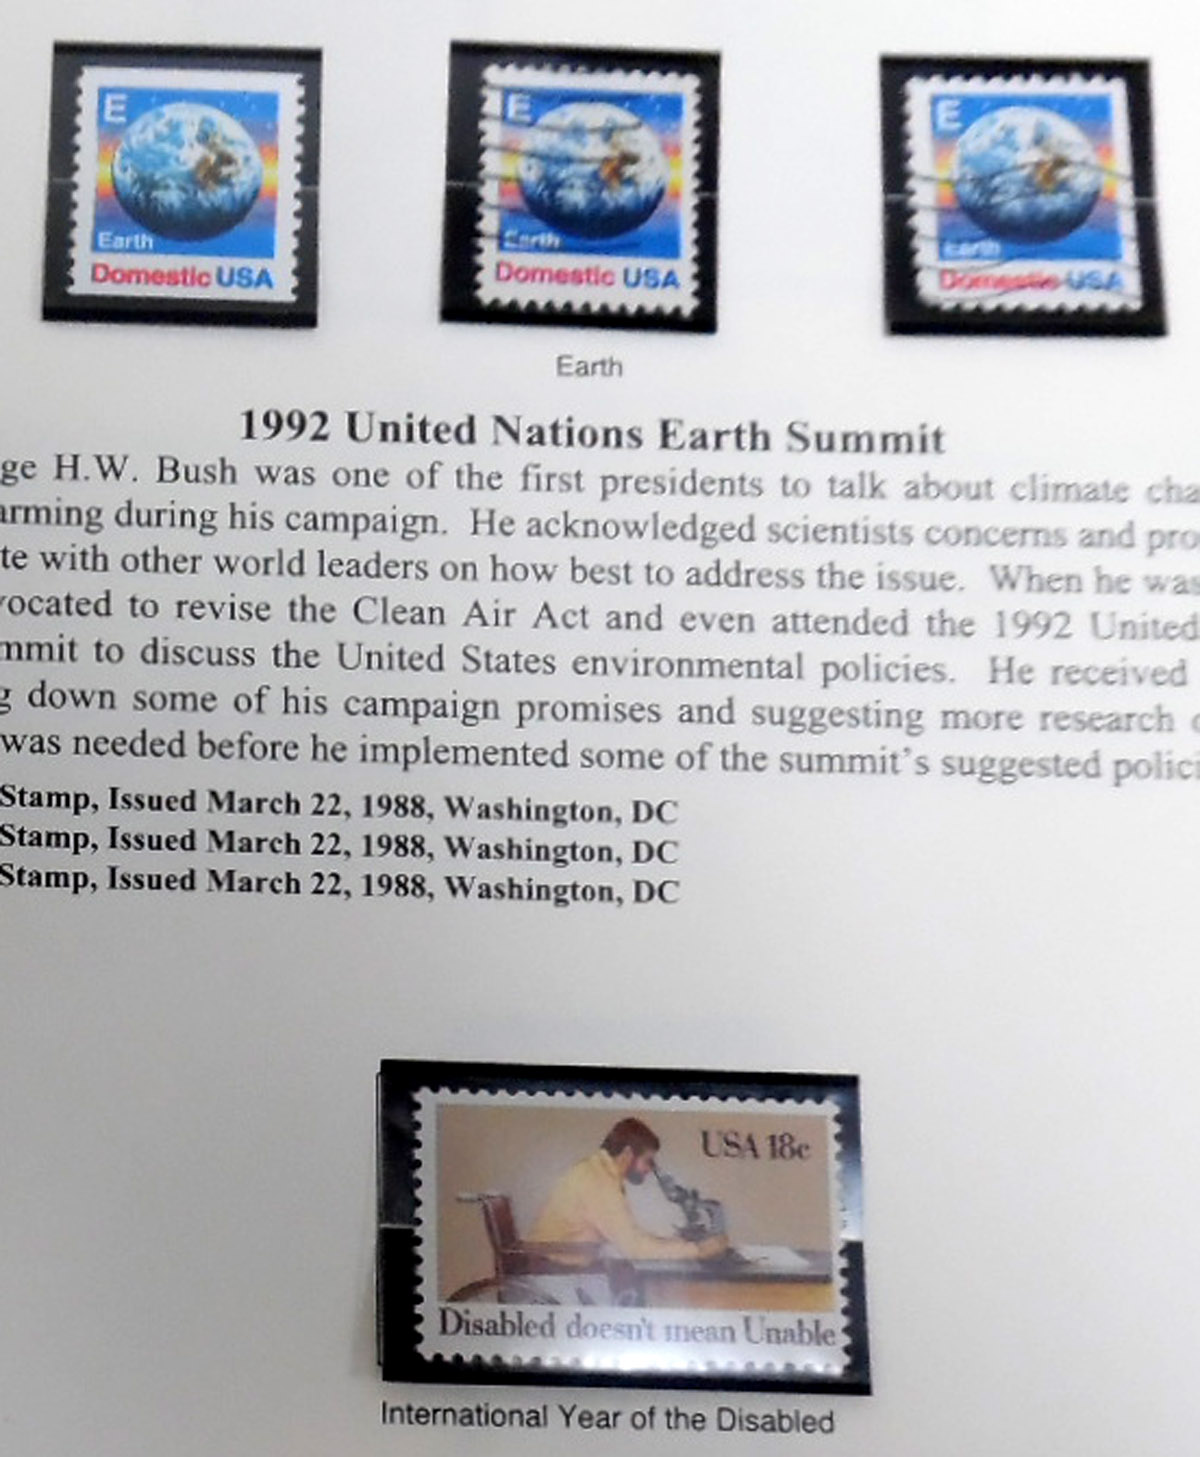 E
Earth
Domestic USA
E
Earth
Domestic USA
E
Earth
Domestic USA
Earth
1992 United Nations Earth Summit
ge H.W. Bush was one of the first presidents to talk about climate cha
arming during his campaign. He acknowledged scientists concerns and pro
te with other world leaders on how best to address the issue. When he was
vocated to revise the Clean Air Act and even attended the 1992 United
mmit to discuss the United States environmental policies. He received
g down some of his campaign promises and suggesting more research
was needed before he implemented some of the summit's suggested polici
Stamp, Issued March 22, 1988, Washington, DC
Stamp, Issued March 22, 1988, Washington, DC
Stamp, Issued March 22, 1988, Washington, DC
USA 18c
Disabled doesn't mean Unable
International Year of the Disabled